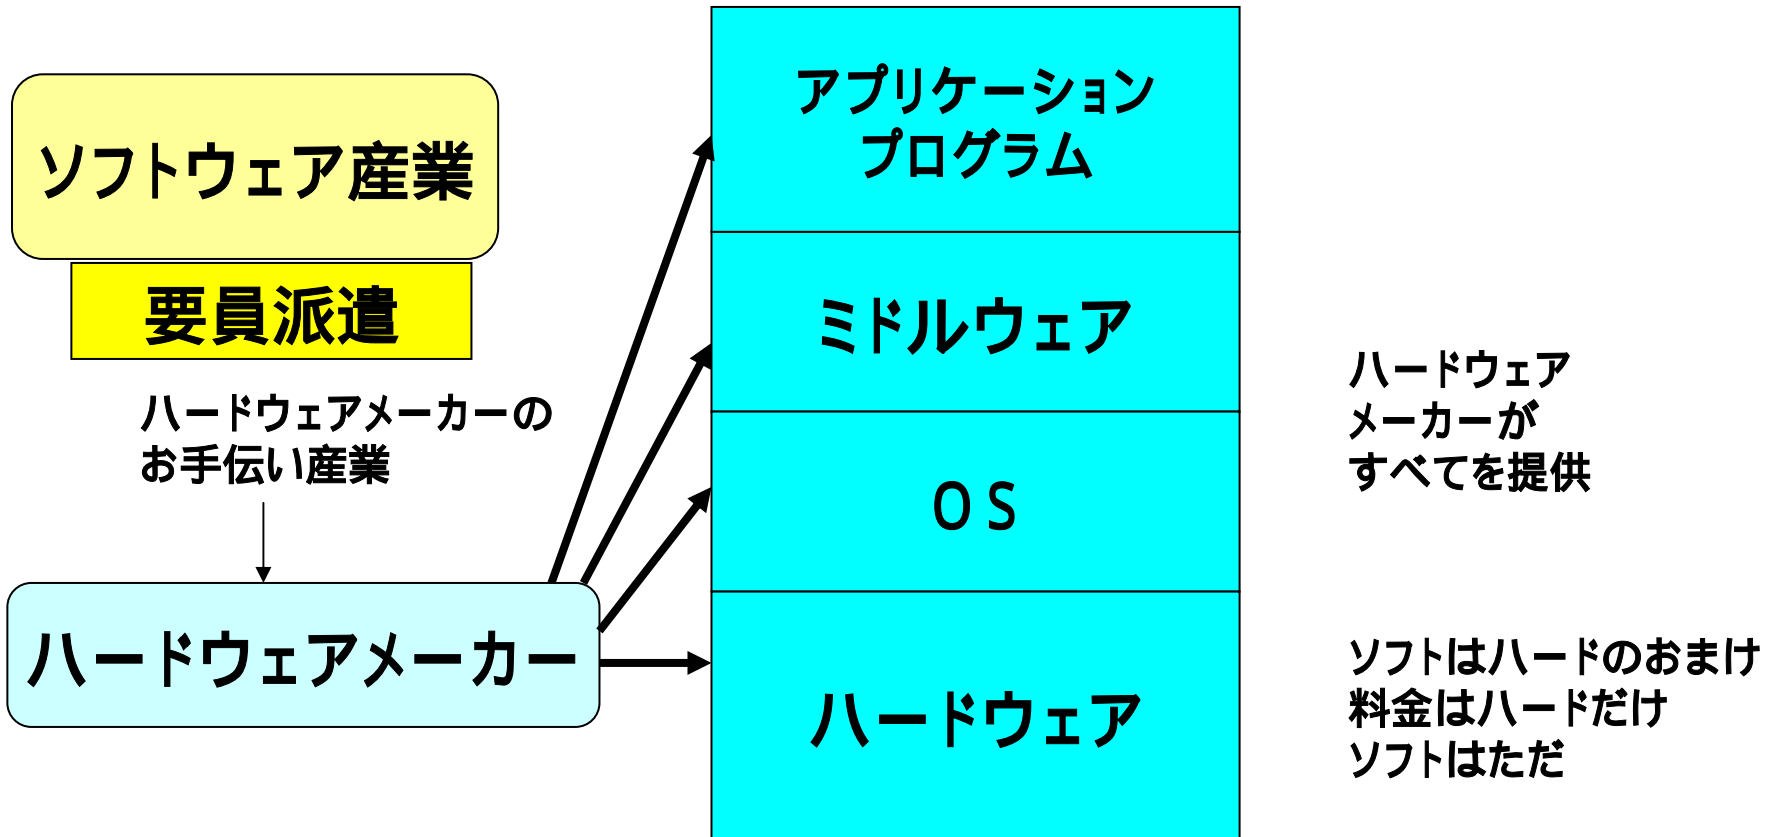 ソフトウェア産業
要員派遣
ハードウェアメーカーの
お手伝い産業
ハードウェアメーカー
アプリケーション
プログラム
ミドルウェア
ＯＳ
ハードウェア
ハードウェア
メーカーが
すべてを提供
ソフトはハードのおまけ
料金はハードだけ
ソフトはただ